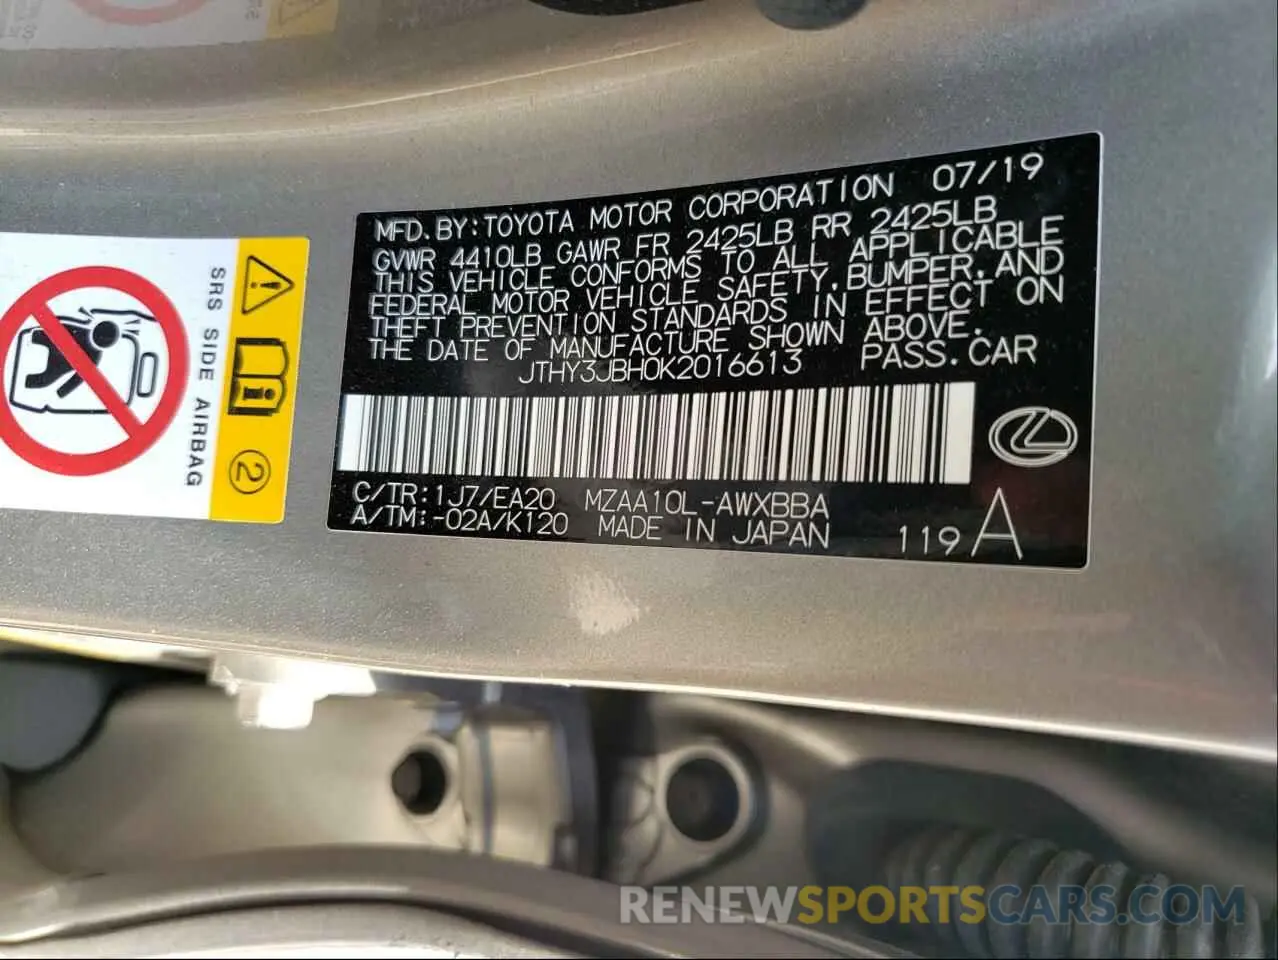 MFD. BY: TOYOTA MOTOR CORPORATION 07/19
GVWR 4410LB GAWR FR 2425LB RR 2425LB
THIS VEHICLE CONFORMS TO ALL APPLICABLE
FEDERAL MOTOR VEHICLE SAFETY, BUMPER, AND
THEFT PREVENTION STANDARDS IN EFFECT ON
THE DATE OF MANUFACTURE SHOWN ABOVE.
JTHY3JBH0K2016613 PASS. CAR
C/TR: 1J7/EA20 MZAA10L-AWXBBA
A/TM: -02A/K120 MADE IN JAPAN 119 A
SRS SIDE AIRBAG
2
RENEWSPORTSCARS.COM